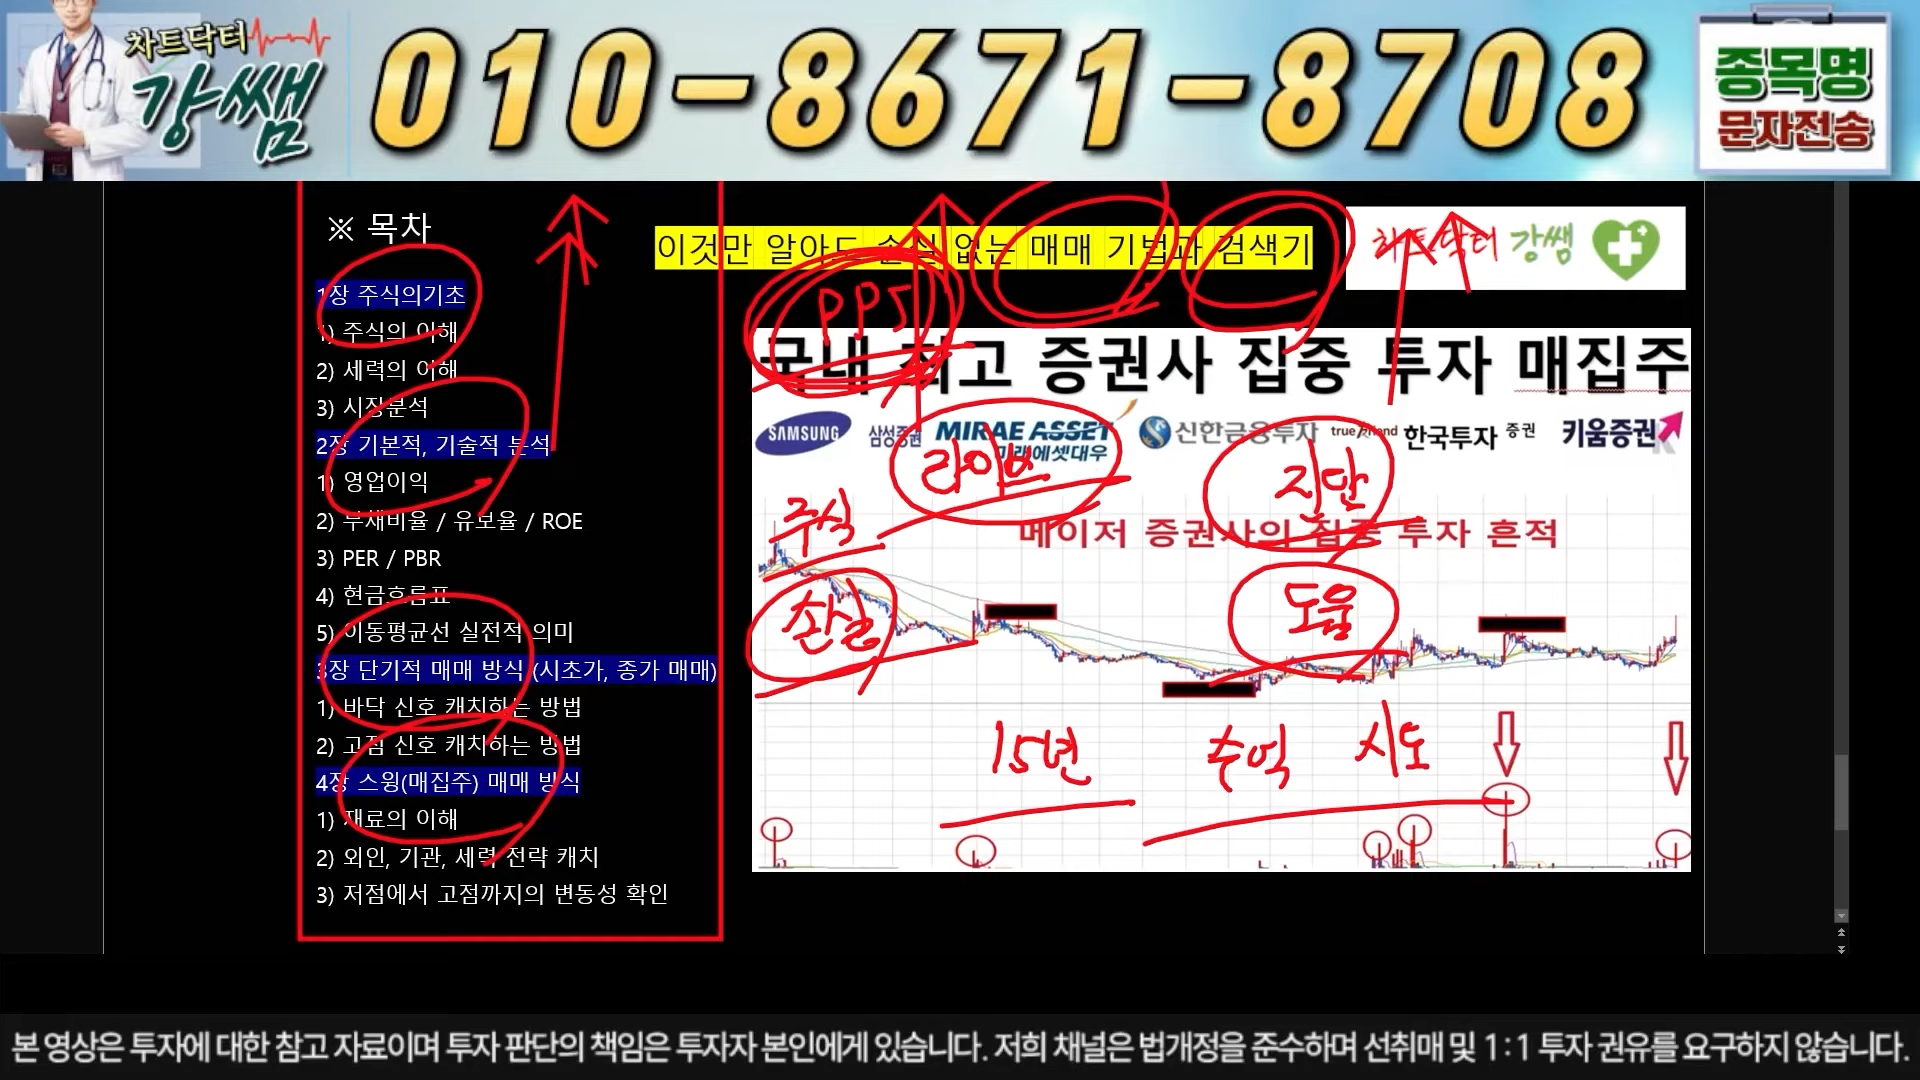 차트닥터
강쌤
010-8671-8708
종목명
문자전송
※ 목차
이것만 알아도 손실 없는 매매 기법과 검색기
차트닥터 강쌤
1장 주식의기초
1) 주식의 이해
2) 세력의 이해
3) 시장분석
2장 기본적, 기술적 분석
1) 영업이익
2) 부채비율 / 유보율 / ROE
3) PER / PBR
4) 현금흐름표
5) 이동평균선 실전적 의미
3장 단기적 매매 방식 (시초가, 종가 매매)
1) 바닥 신호 캐치하는 방법
2) 고점 신호 캐치하는 방법
4장 스윙(매집주) 매매 방식
1) 재료의 이해
2) 외인, 기관, 세력 전략 캐치
3) 저점에서 고점까지의 변동성 확인
국내 최고 증권사 집중 투자 매집주
SAMSUNG 삼성증권 MIRAE ASSET 미래에셋대우 신한금융투자 true friend 한국투자 증권 키움증권
라이브
진단
주식
메이저 증권사의 집중 투자 흔적
손실
도움
15년
수익
시도
본 영상은 투자에 대한 참고 자료이며 투자 판단의 책임은 투자자 본인에게 있습니다. 저희 채널은 법개정을 준수하며 선취매 및 1:1 투자 권유를 요구하지 않습니다.